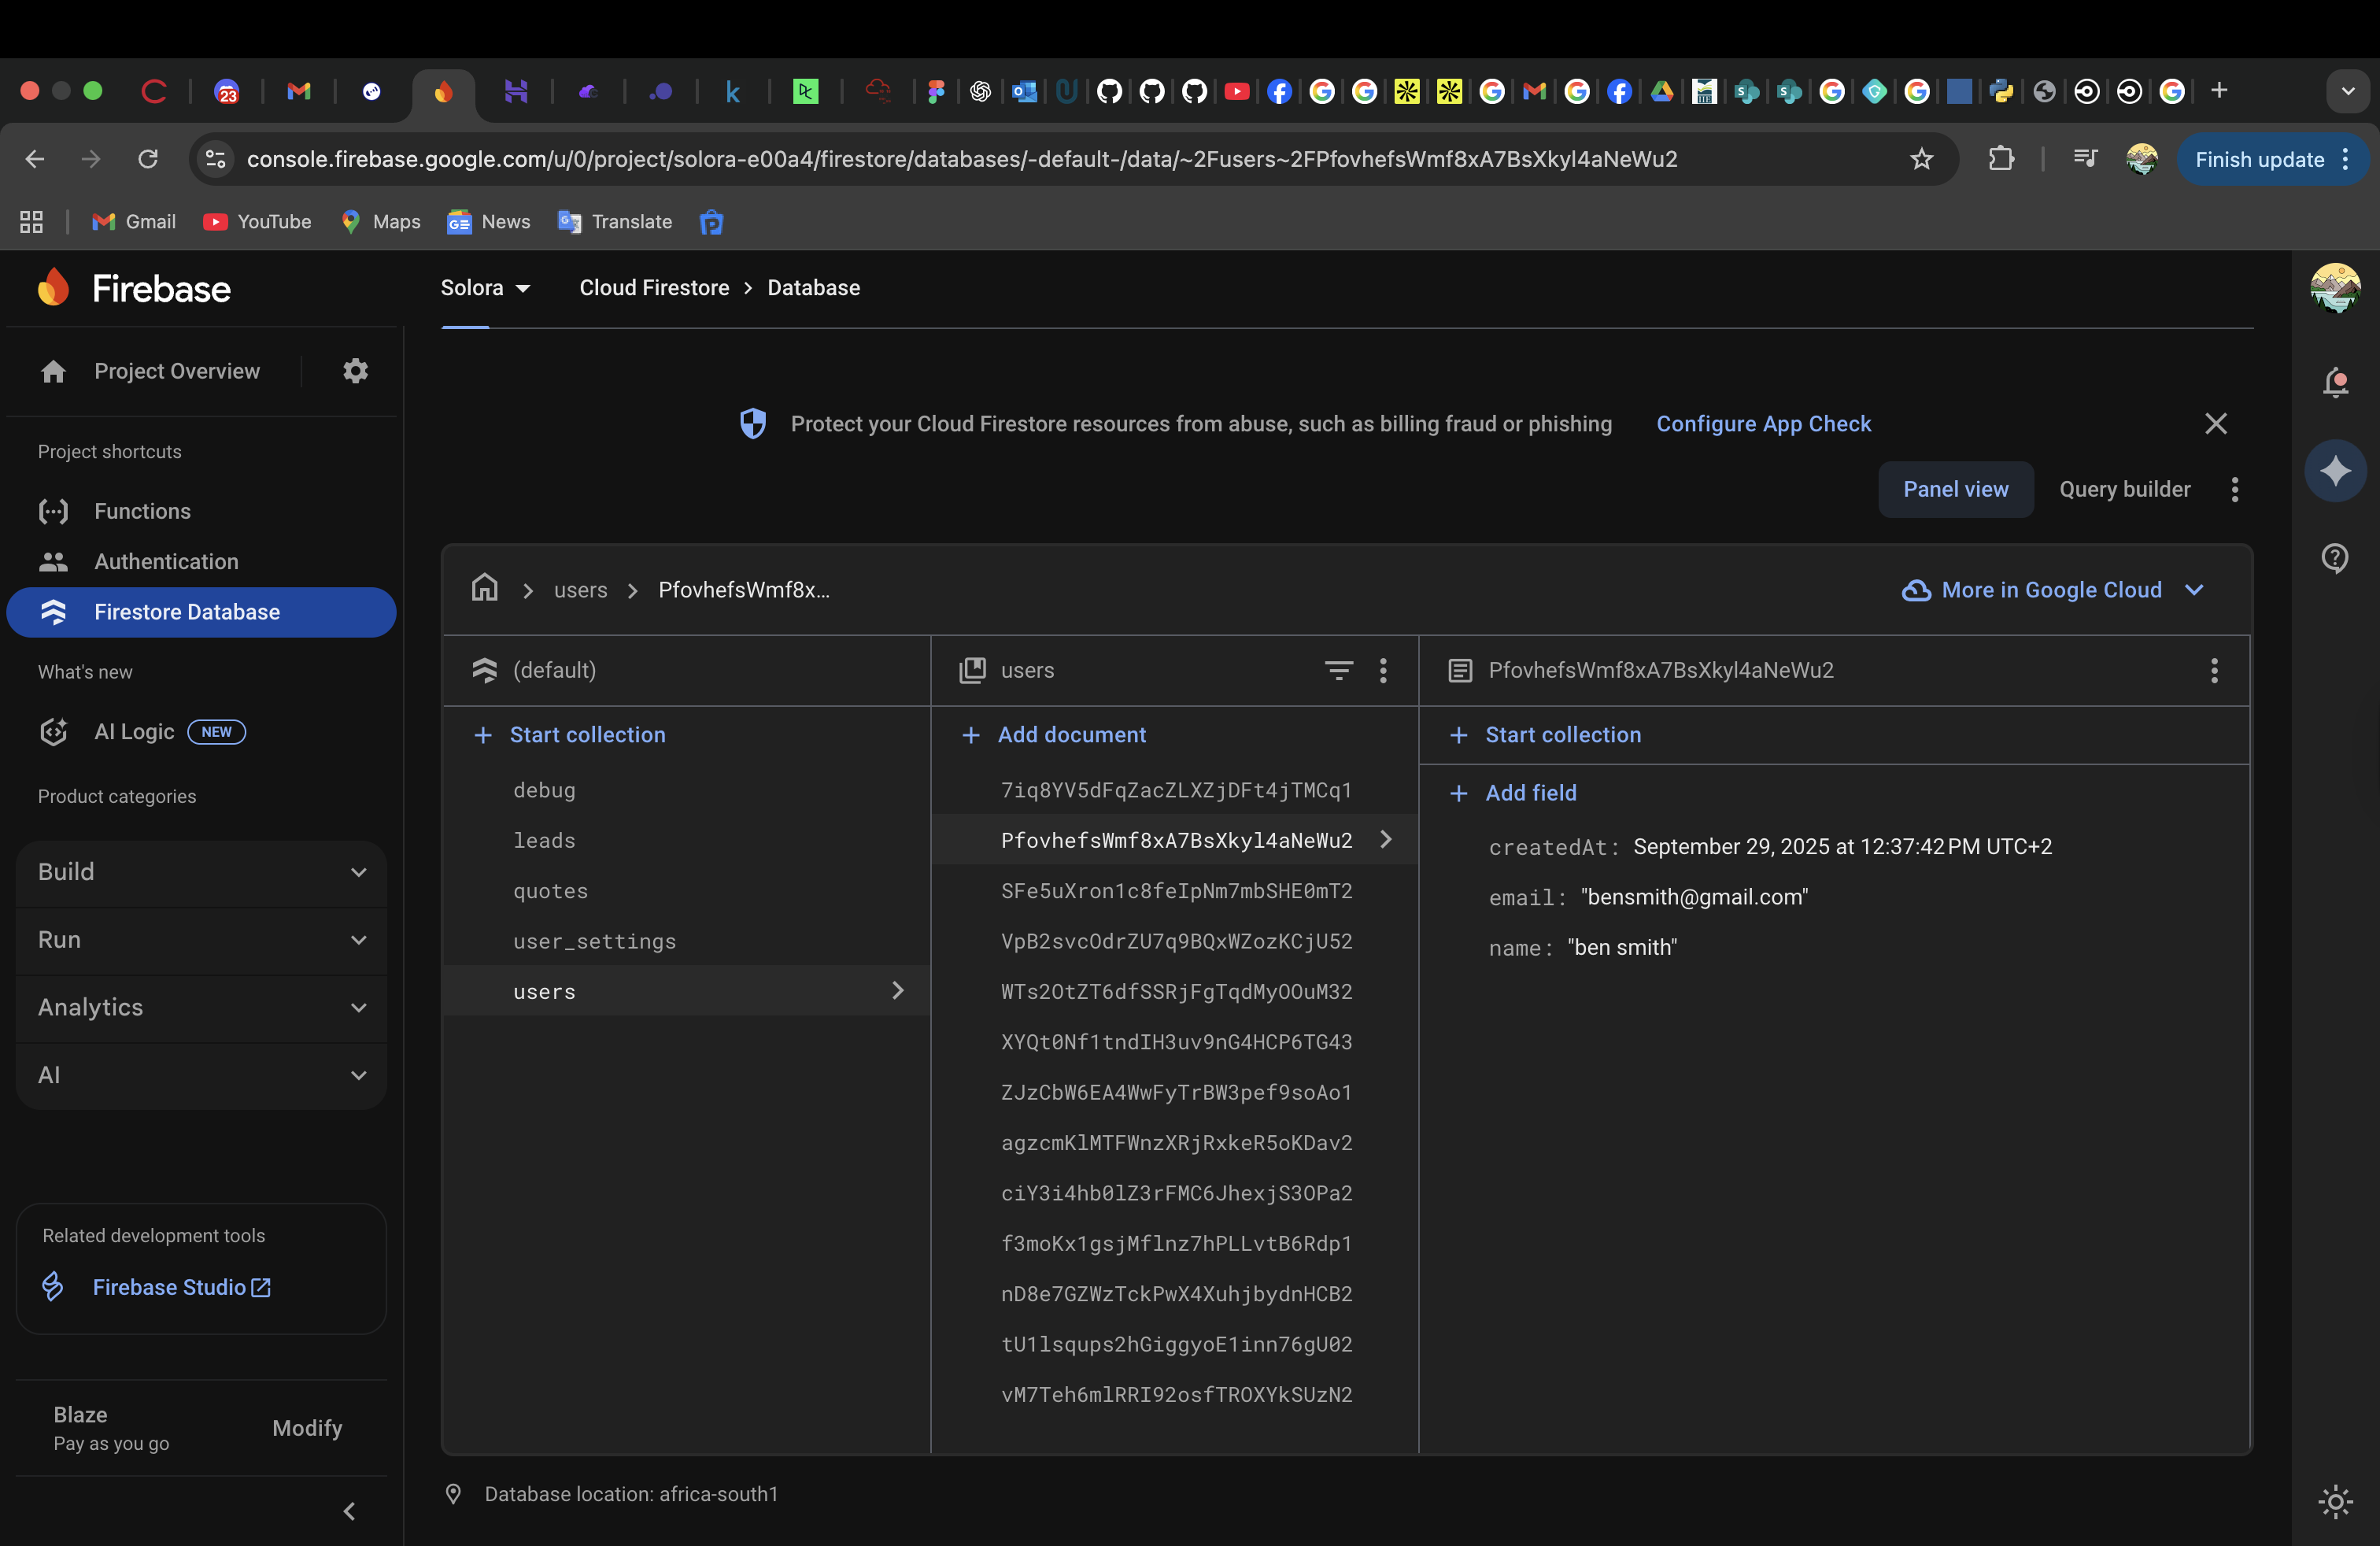 23
console.firebase.google.com/u/0/project/solora-e00a4/firestore/databases/-default-/data/~2Fusers~2FPfovhefsWmf8xA7BsXkyl4aNeWu2
Finish update
Gmail
YouTube
Maps
News
Translate
Firebase
Solora
Cloud Firestore > Database
Project Overview
Project shortcuts
Functions
Authentication
Firestore Database
What's new
AI Logic NEW
Product categories
Build
Run
Analytics
AI
Related development tools
Firebase Studio
Blaze
Pay as you go
Modify
Protect your Cloud Firestore resources from abuse, such as billing fraud or phishing
Configure App Check
Panel view
Query builder
users > PfovhefsWmf8x...
More in Google Cloud
(default)
Start collection
debug
leads
quotes
user_settings
users
users
Add document
7iq8YV5dFqZacZLXZjDFt4jTMCq1
PfovhefsWmf8xA7BsXkyl4aNeWu2
SFe5uXron1c8feIpNm7mbSHE0mT2
VpB2svcOdrZU7q9BQxWZozKCjU52
WTs2OtZT6dfSSRjFgTqdMyOOuM32
XYQt0Nf1tndIH3uv9nG4HCP6TG43
ZJzCbW6EA4WwFyTrBW3pef9soAo1
agzcmKlMTFWnzXRjRxkeR5oKDav2
ciY3i4hb0lZ3rFMC6JhexjS3OPa2
f3moKx1gsjMflnz7hPLLvtB6Rdp1
nD8e7GZWzTckPwX4XuhjbydnHCB2
tU1lsqups2hGiggyoE1inn76gU02
vM7Teh6mlRRI92osfTROXYkSUzN2
PfovhefsWmf8xA7BsXkyl4aNeWu2
Start collection
Add field
createdAt: September 29, 2025 at 12:37:42 PM UTC+2
email: "bensmith@gmail.com"
name: "ben smith"
Database location: africa-south1